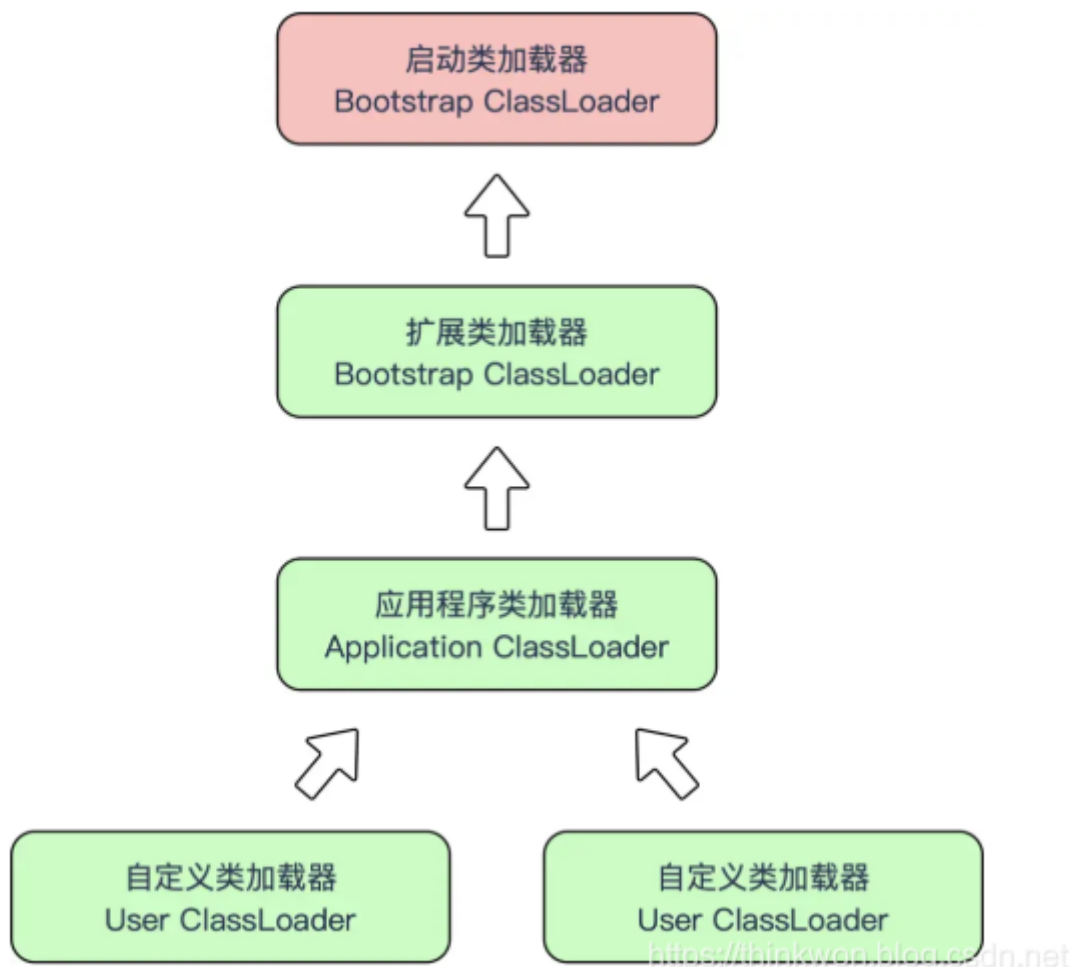 启动类加载器
Bootstrap ClassLoader
扩展类加载器
Bootstrap ClassLoader
应用程序类加载器
Application ClassLoader
自定义类加载器
User ClassLoader
自定义类加载器
User ClassLoader
https://thinkwon.blog.csdn.net